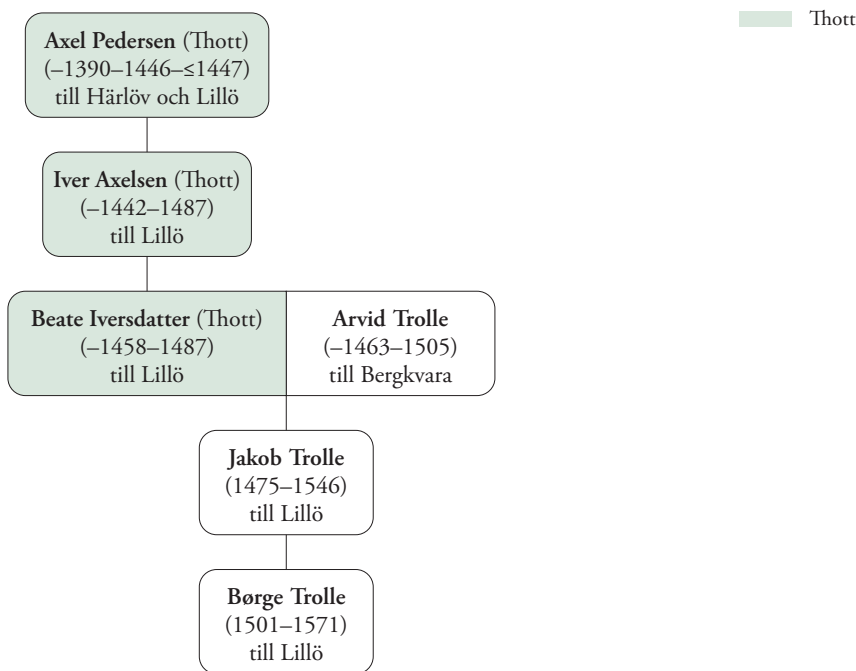 Thott
Axel Pedersen (Thott)
(–1390–1446–≤1447)
till Härlöv och Lillö
Iver Axelsen (Thott)
(–1442–1487)
till Lillö
Beate Iversdatter (Thott)
(–1458–1487)
till Lillö
Arvid Trolle
(–1463–1505)
till Bergkvara
Jakob Trolle
(1475–1546)
till Lillö
Børge Trolle
(1501–1571)
till Lillö